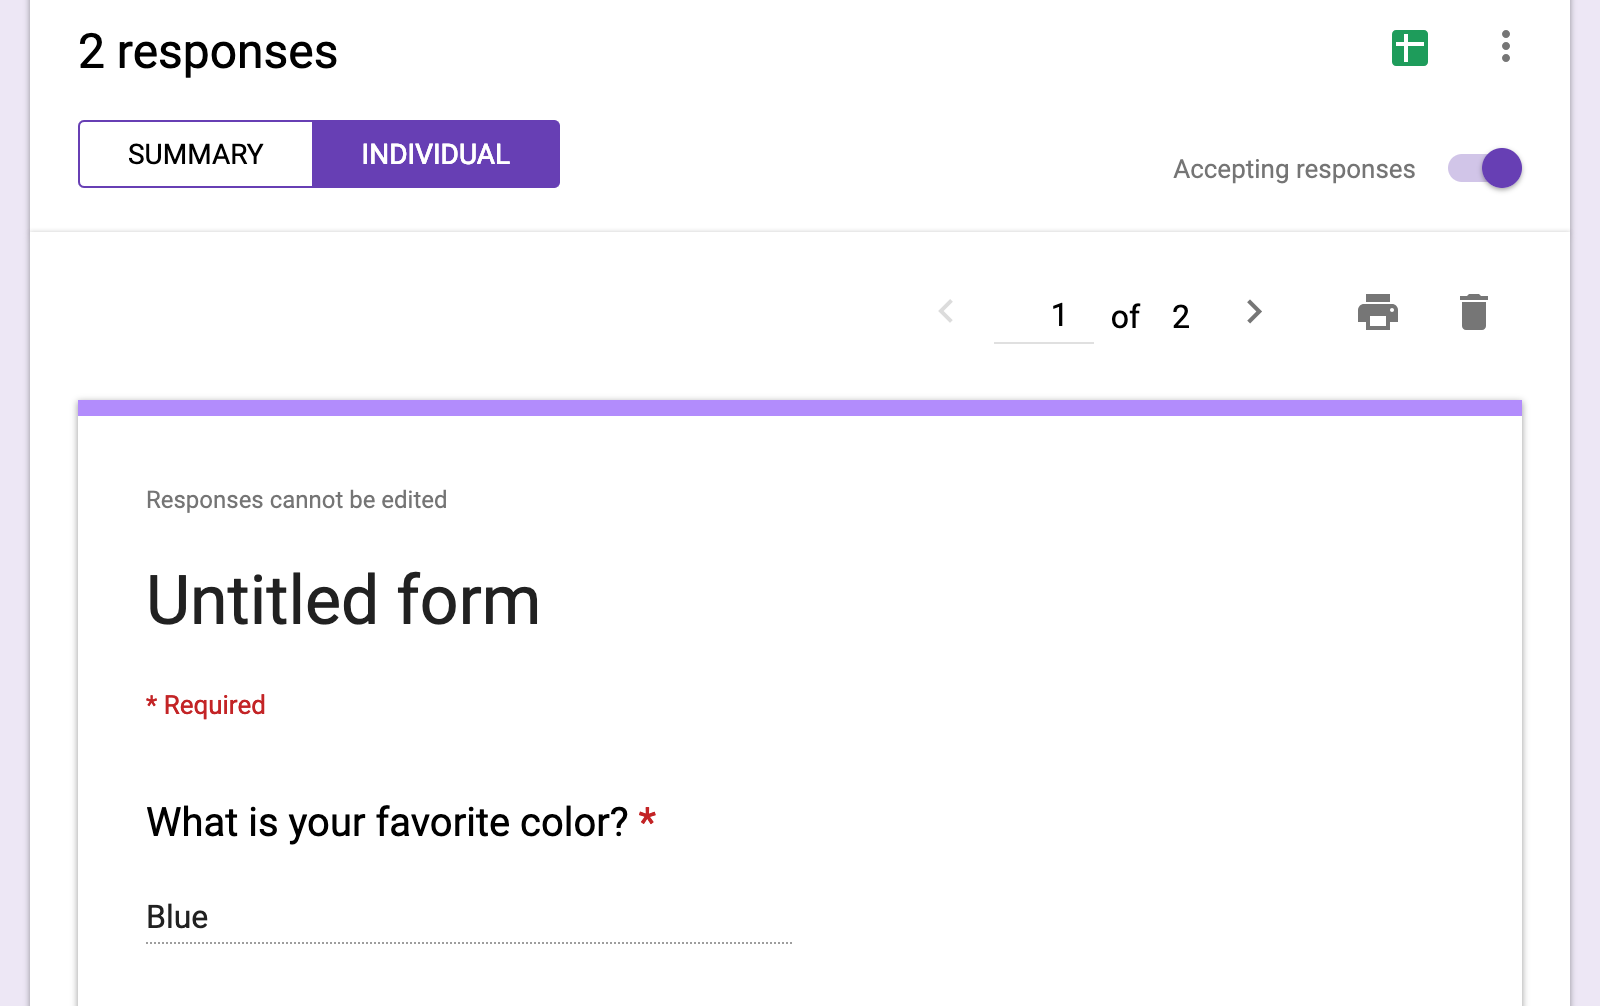 2 responses
SUMMARY
INDIVIDUAL
Accepting responses
1 of 2
Responses cannot be edited
Untitled form
* Required
What is your favorite color? *
Blue